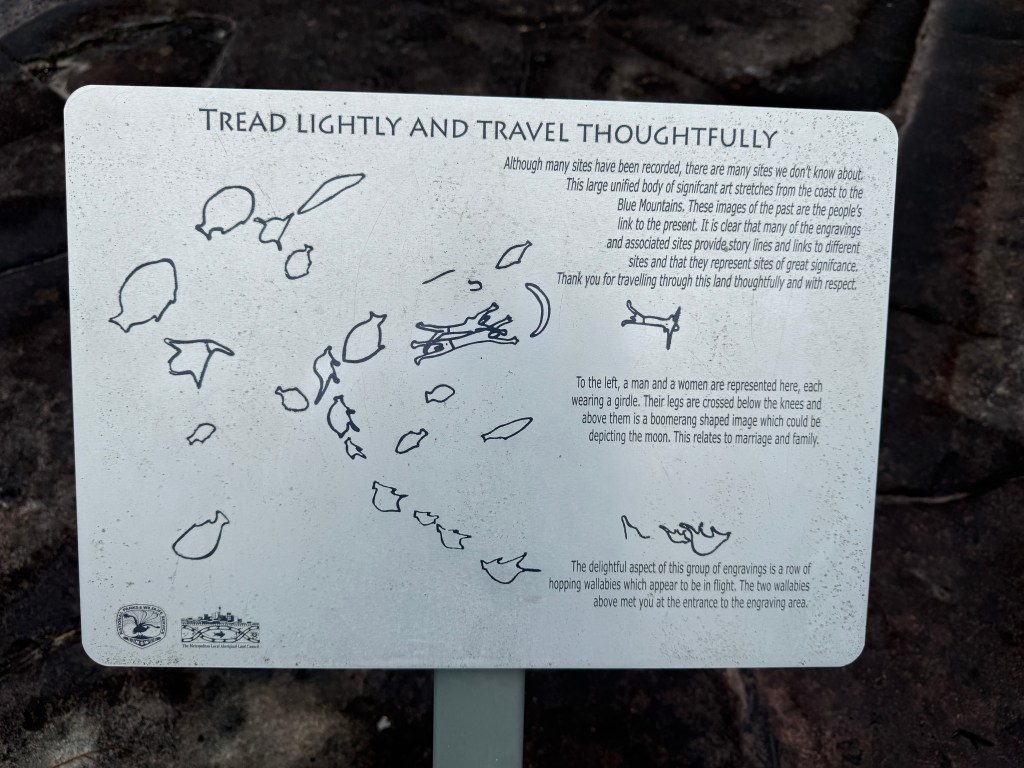 TREAD LIGHTLY AND TRAVEL THOUGHTFULLY
Although many sites have been recorded, there are many sites we don't know about.
This large unified body of signifcant art stretches from the coast to the
Blue Mountains. These images of the past are the people's
link to the present. It is clear that many of the engravings
and associated sites provide story lines and links to different
sites and that they represent sites of great signifcance.
Thank you for travelling through this land thoughtfully and with respect.
To the left, a man and a women are represented here, each
wearing a girdle. Their legs are crossed below the knees and
above them is a boomerang shaped image which could be
depicting the moon. This relates to marriage and family.
The delightful aspect of this group of engravings is a row of
hopping wallabies which appear to be in flight. The two wallabies
above met you at the entrance to the engraving area.
The Metropolitan Local Aboriginal Land Council